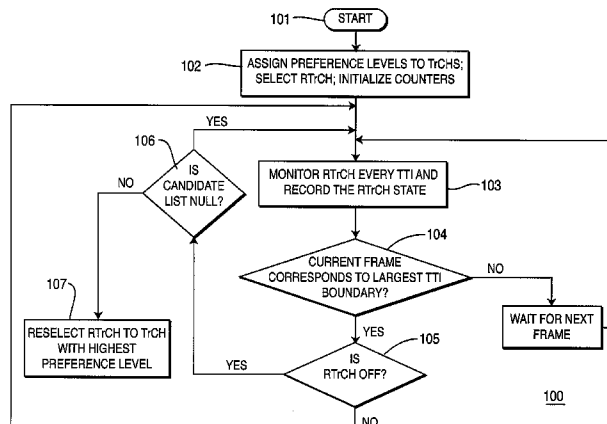 101
START
102
ASSIGN PREFERENCE LEVELS TO TrCHS;
SELECT RTrCH; INITIALIZE COUNTERS
106
YES
IS
CANDIDATE
LIST NULL?
NO
MONITOR RTrCH EVERY TTI AND
RECORD THE RTrCH STATE
103
104
CURRENT FRAME
CORRESPONDS TO LARGEST TTI
BOUNDARY?
NO
107
RESELECT RTrCH TO TrCH
WITH HIGHEST
PREFERENCE LEVEL
WAIT FOR NEXT
FRAME
YES
105
IS
RTrCH OFF?
YES
NO
100